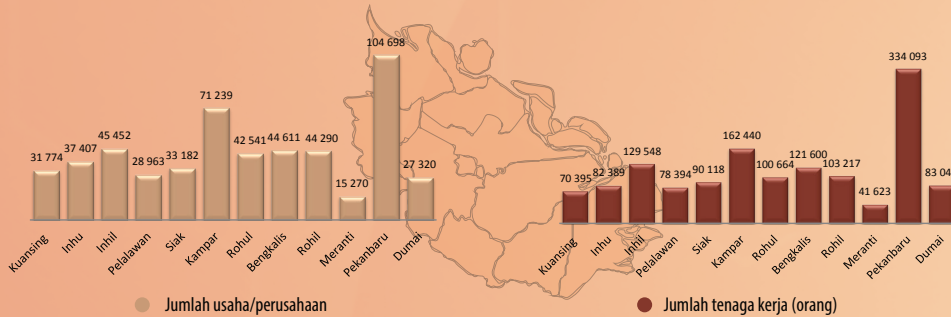 104 698
71 239
31 774
37 407
45 452
28 963
33 182
42 541
44 611
44 290
15 270
27 320
Kuansing
Inhu
Inhil
Pelalawan
Siak
Kampar
Rohul
Bengkalis
Rohil
Meranti
Pekanbaru
Dumai
Jumlah usaha/perusahaan
334 093
162 440
70 395
82 389
129 548
78 394
90 118
100 664
121 600
103 217
41 623
83 04
Kuansing
Inhu
Inhil
Pelalawan
Siak
Kampar
Rohul
Bengkalis
Rohil
Meranti
Pekanbaru
Dumai
Jumlah tenaga kerja (orang)